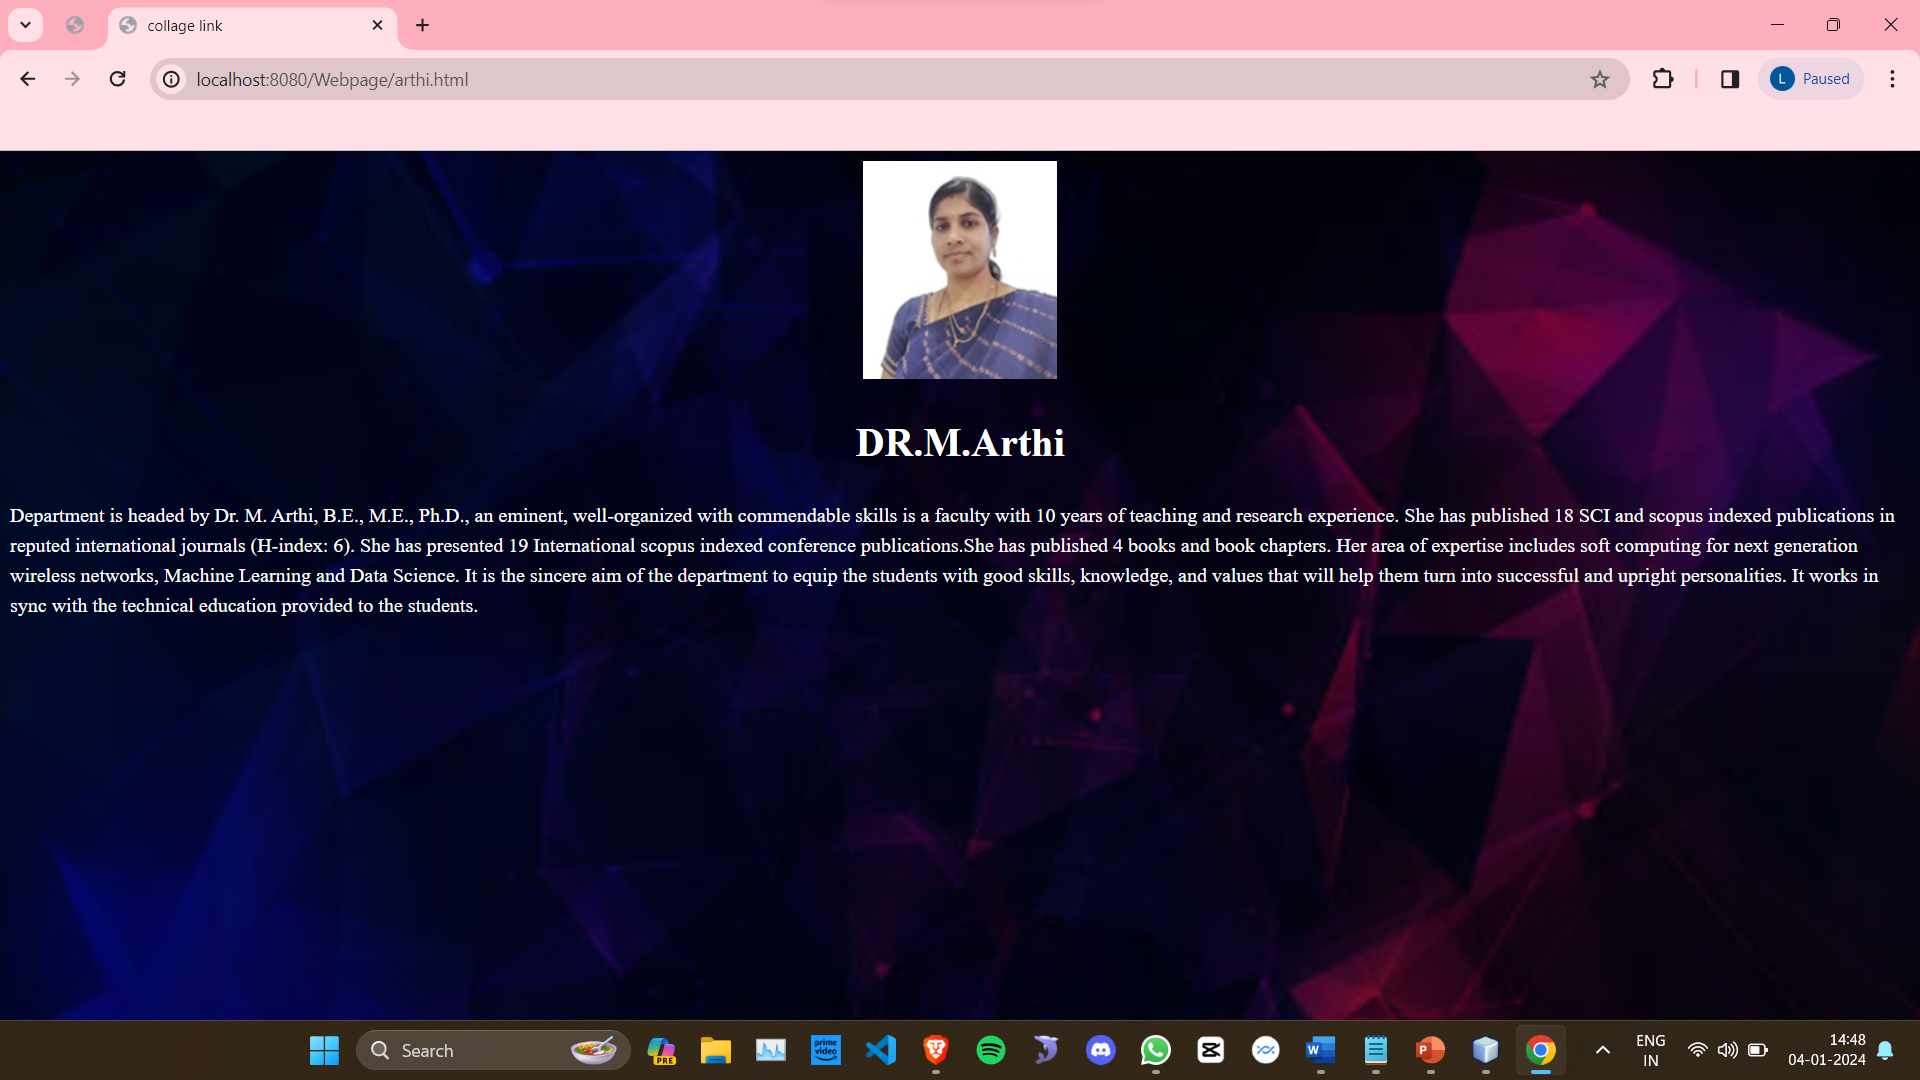 collage link
localhost:8080/Webpage/arthi.html
L Paused
DR.M.Arthi
Department is headed by Dr. M. Arthi, B.E., M.E., Ph.D., an eminent, well-organized with commendable skills is a faculty with 10 years of teaching and research experience. She has published 18 SCI and scopus indexed publications in
reputed international journals (H-index: 6). She has presented 19 International scopus indexed conference publications.She has published 4 books and book chapters. Her area of expertise includes soft computing for next generation
wireless networks, Machine Learning and Data Science. It is the sincere aim of the department to equip the students with good skills, knowledge, and values that will help them turn into successful and upright personalities. It works in
sync with the technical education provided to the students.
Search
PRE
prime
video
W
P
ENG
IN
14:48
04-01-2024